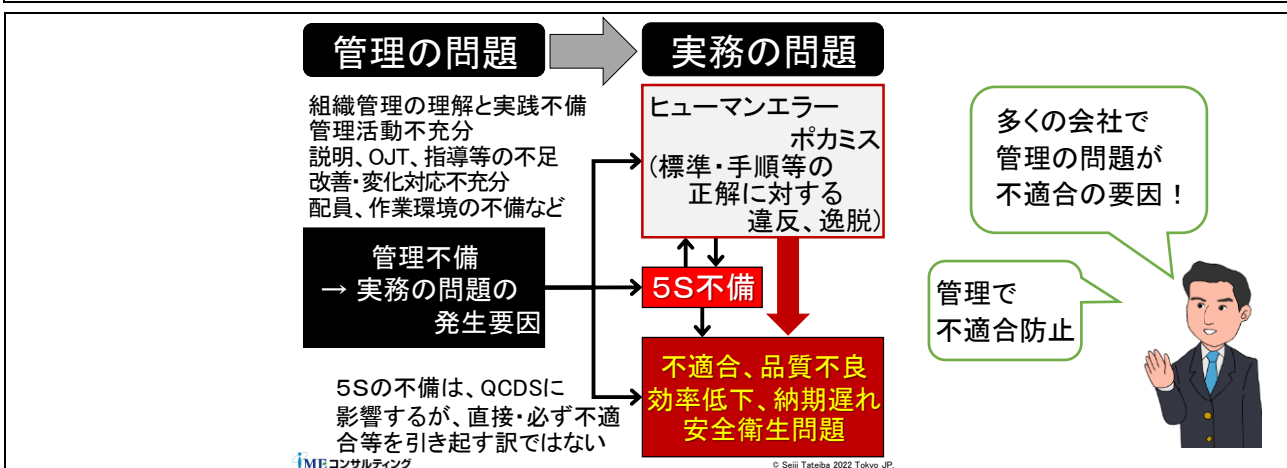 管理の問題
実務の問題
組織管理の理解と実践不備
管理活動不充分
説明、OJT、指導等の不足
改善・変化対応不充分
配員、作業環境の不備など
管理不備
→ 実務の問題の
発生要因
5Sの不備は、QCDSに
影響するが、直接・必ず不適
合等を引き起す訳ではない
ヒューマンエラー
ポカミス
(標準・手順等の
正解に対する
違反、逸脱)
5S不備
不適合、品質不良
効率低下、納期遅れ
安全衛生問題
多くの会社で
管理の問題が
不適合の要因!
管理で
不適合防止
iMEコンサルティング
© Seiji Tateiba 2022 Tokyo JP.